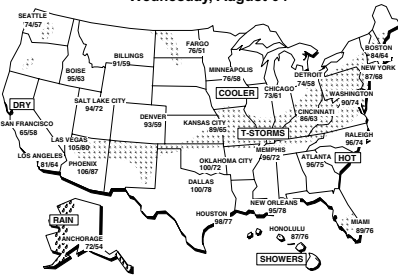 Wednesday, August 04
SEATTLE
74/57
BILLINGS
91/59
FARGO
76/51
MINNEAPOLIS
76/58
BOSTON
84/64
NEW YORK
87/68
BOISE
95/63
COOLER
CHICAGO
73/61
DETROIT
74/58
WASHINGTON
90/74
DRY
SALT LAKE CITY
94/72
DENVER
93/59
KANSAS CITY
89/65
CINCINNATI
86/63
SAN FRANCISCO
65/58
T-STORMS
RALEIGH
96/74
LAS VEGAS
105/80
MEMPHIS
96/72
ATLANTA
96/75
HOT
LOS ANGELES
81/64
PHOENIX
106/87
OKLAHOMA CITY
100/72
DALLAS
100/78
NEW ORLEANS
95/78
HOUSTON
98/77
MIAMI
89/76
RAIN
ANCHORAGE
72/54
HONOLULU
87/76
SHOWERS